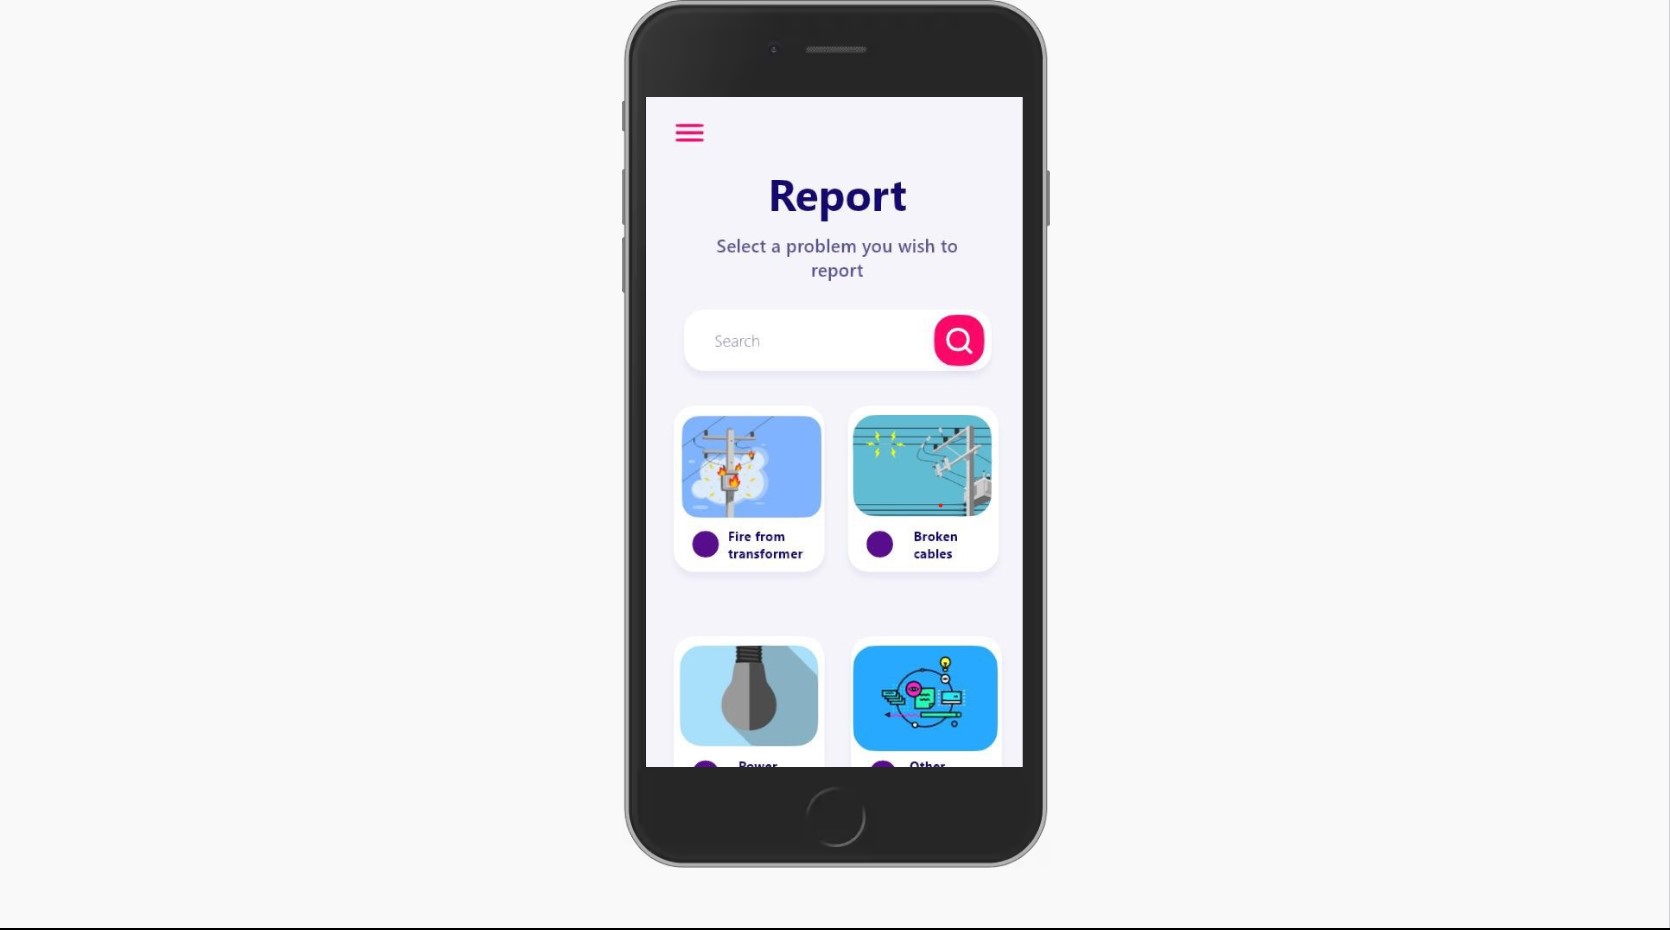 Report
Select a problem you wish to
report
Search
Fire from
transformer
Broken
cables
Power
Other